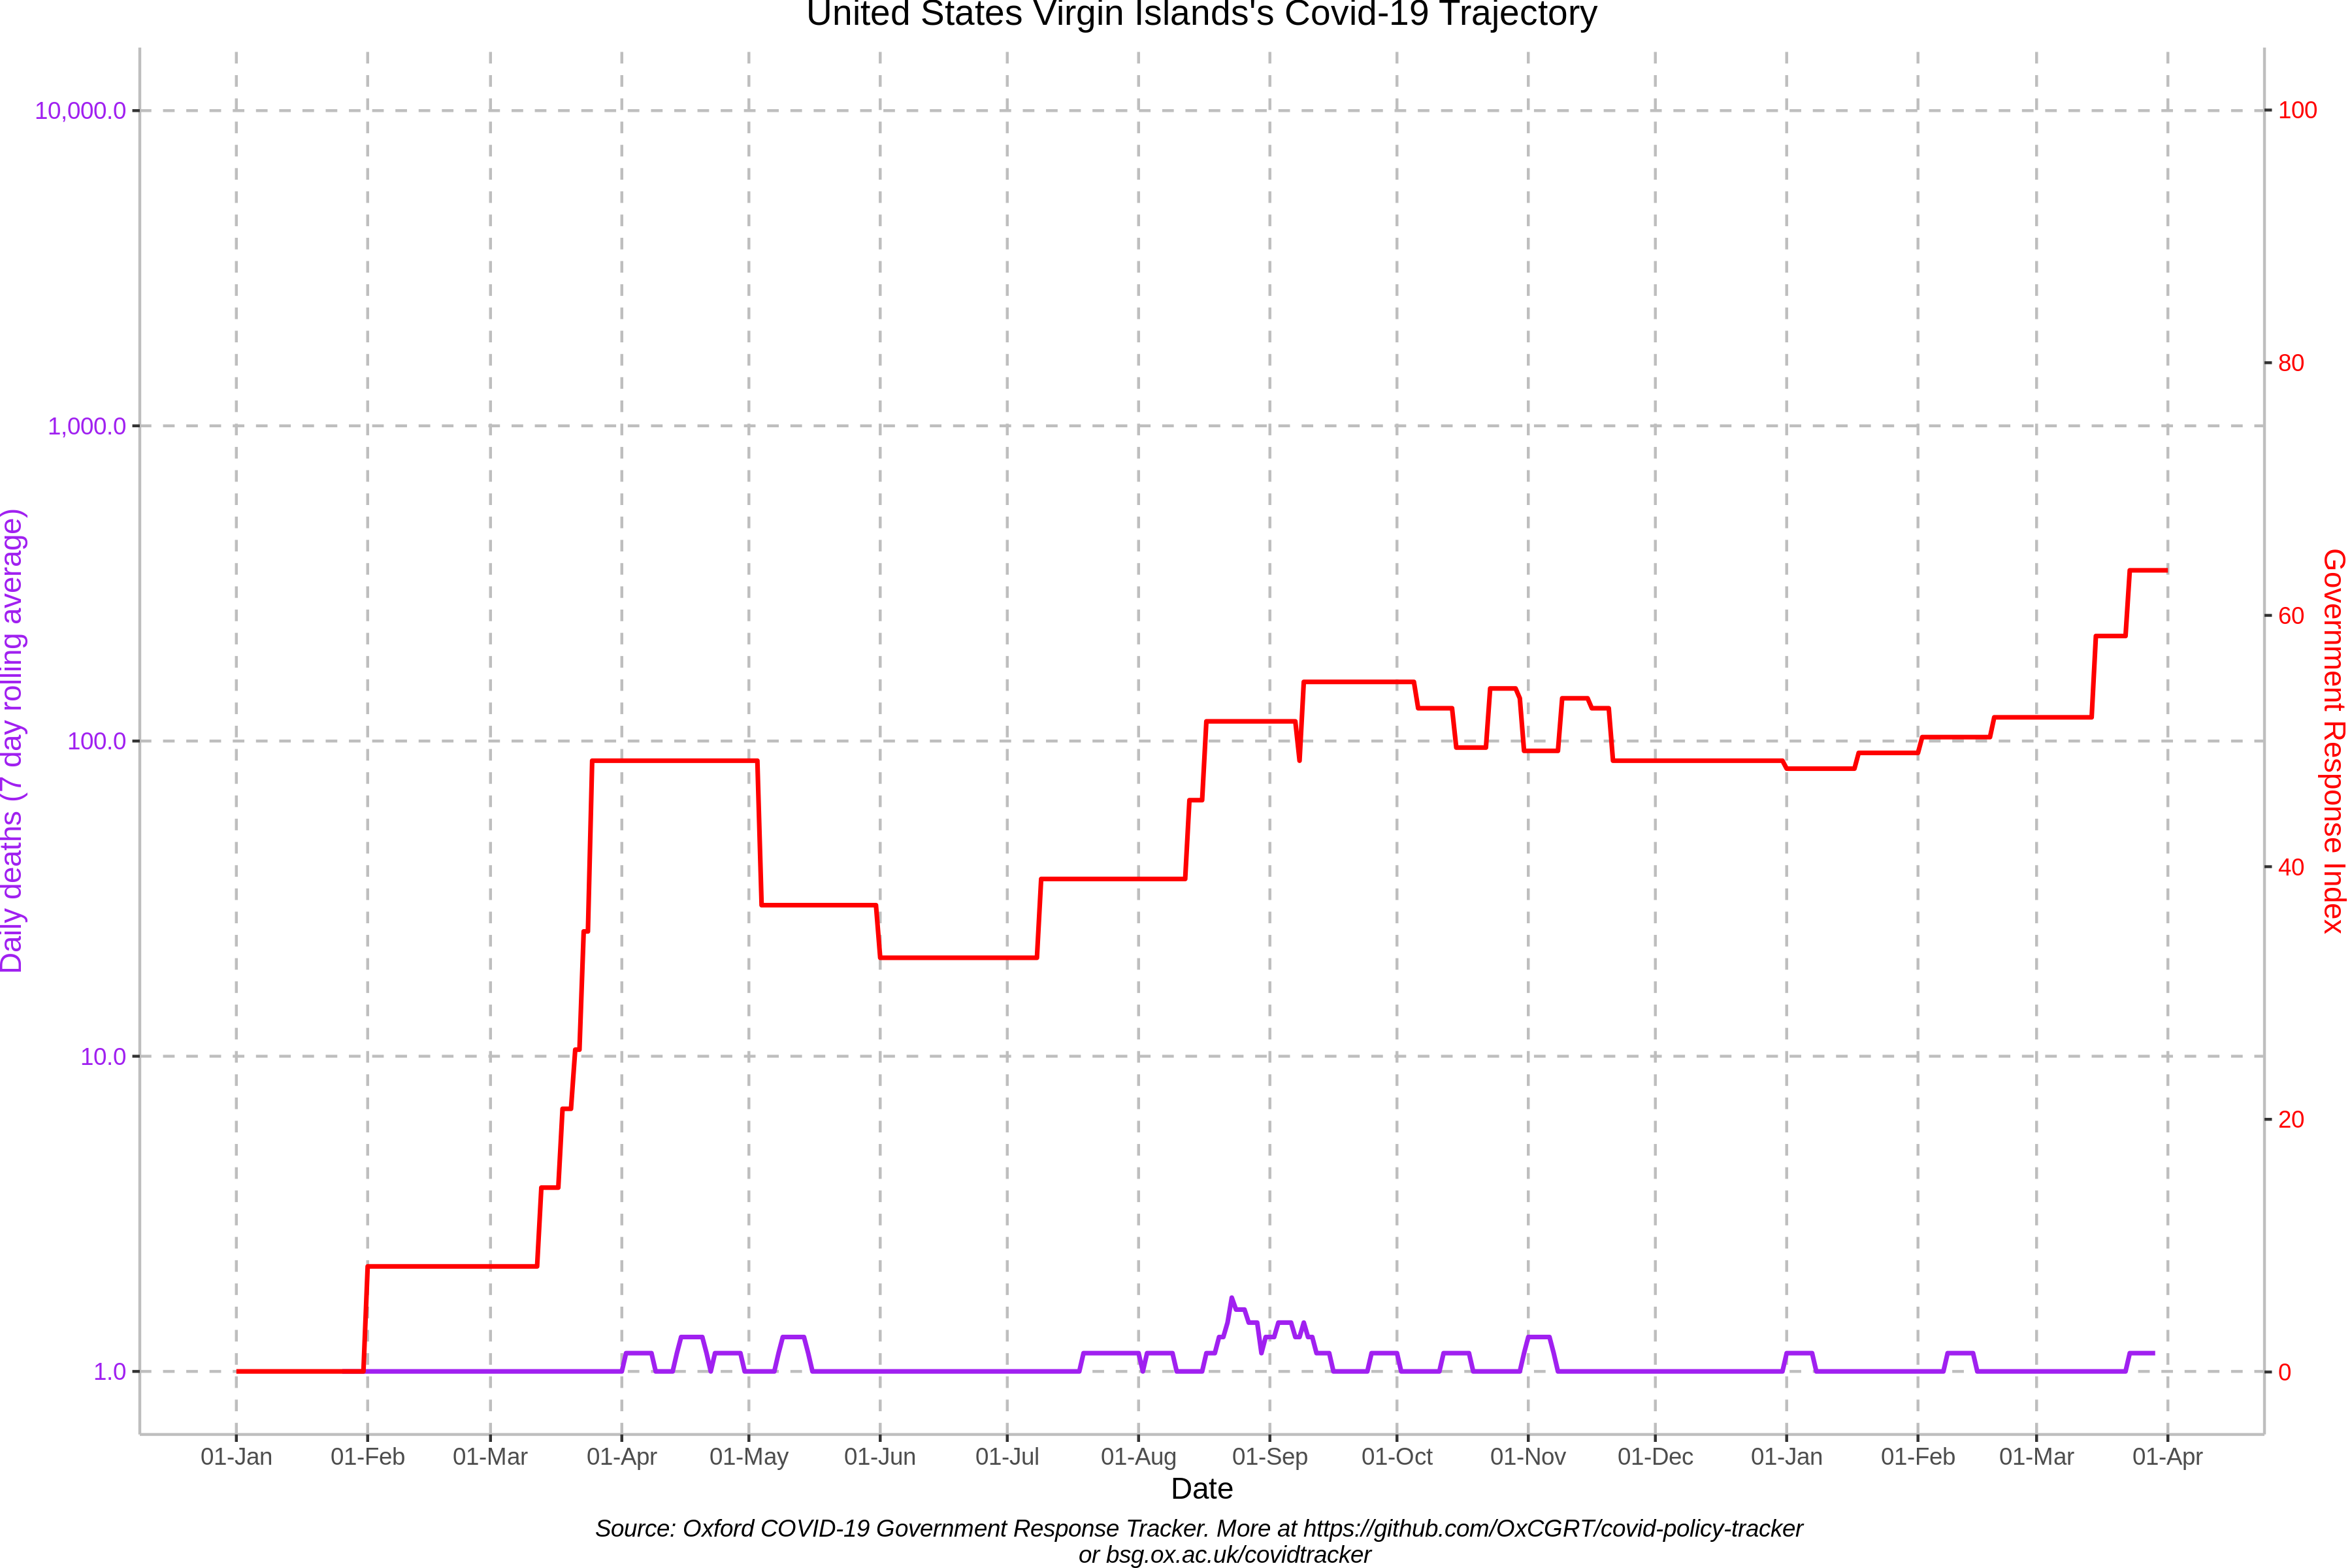 United States Virgin Islands's Covid-19 Trajectory
10,000.0
1,000.0
100.0
10.0
1.0
Daily deaths (7 day rolling average)
100
80
60
40
20
0
Government Response Index
01-Jan 01-Feb 01-Mar 01-Apr 01-May 01-Jun 01-Jul 01-Aug 01-Sep 01-Oct 01-Nov 01-Dec 01-Jan 01-Feb 01-Mar 01-Apr
Date
Source: Oxford COVID-19 Government Response Tracker. More at https://github.com/OxCGRT/covid-policy-tracker
or bsg.ox.ac.uk/covidtracker